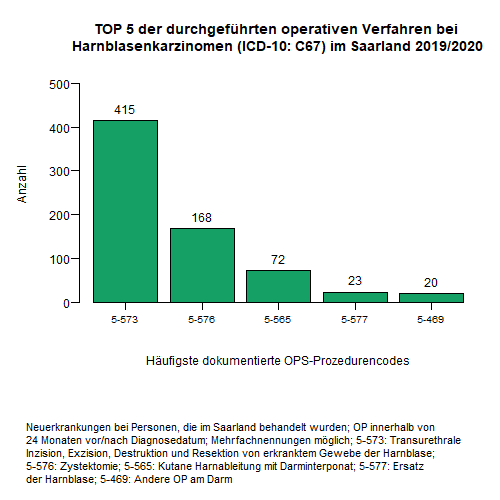 TOP 5 der durchgeführten operativen Verfahren bei
Harnblasenkarzinomen (ICD-10: C67) im Saarland 2019/2020
500
400
300
200
100
0
Anzahl
415
168
72
23
20
5-573
5-576
5-565
5-577
5-469
Häufigste dokumentierte OPS-Prozedurencodes
Neuerkrankungen bei Personen, die im Saarland behandelt wurden; OP innerhalb von
24 Monaten vor/nach Diagnosedatum; Mehrfachnennungen möglich; 5-573: Transurethrale
Inzision, Exzision, Destruktion und Resektion von erkranktem Gewebe der Harnblase;
5-576: Zystektomie; 5-565: Kutane Harnableitung mit Darminterponat; 5-577: Ersatz
der Harnblase; 5-469: Andere OP am Darm